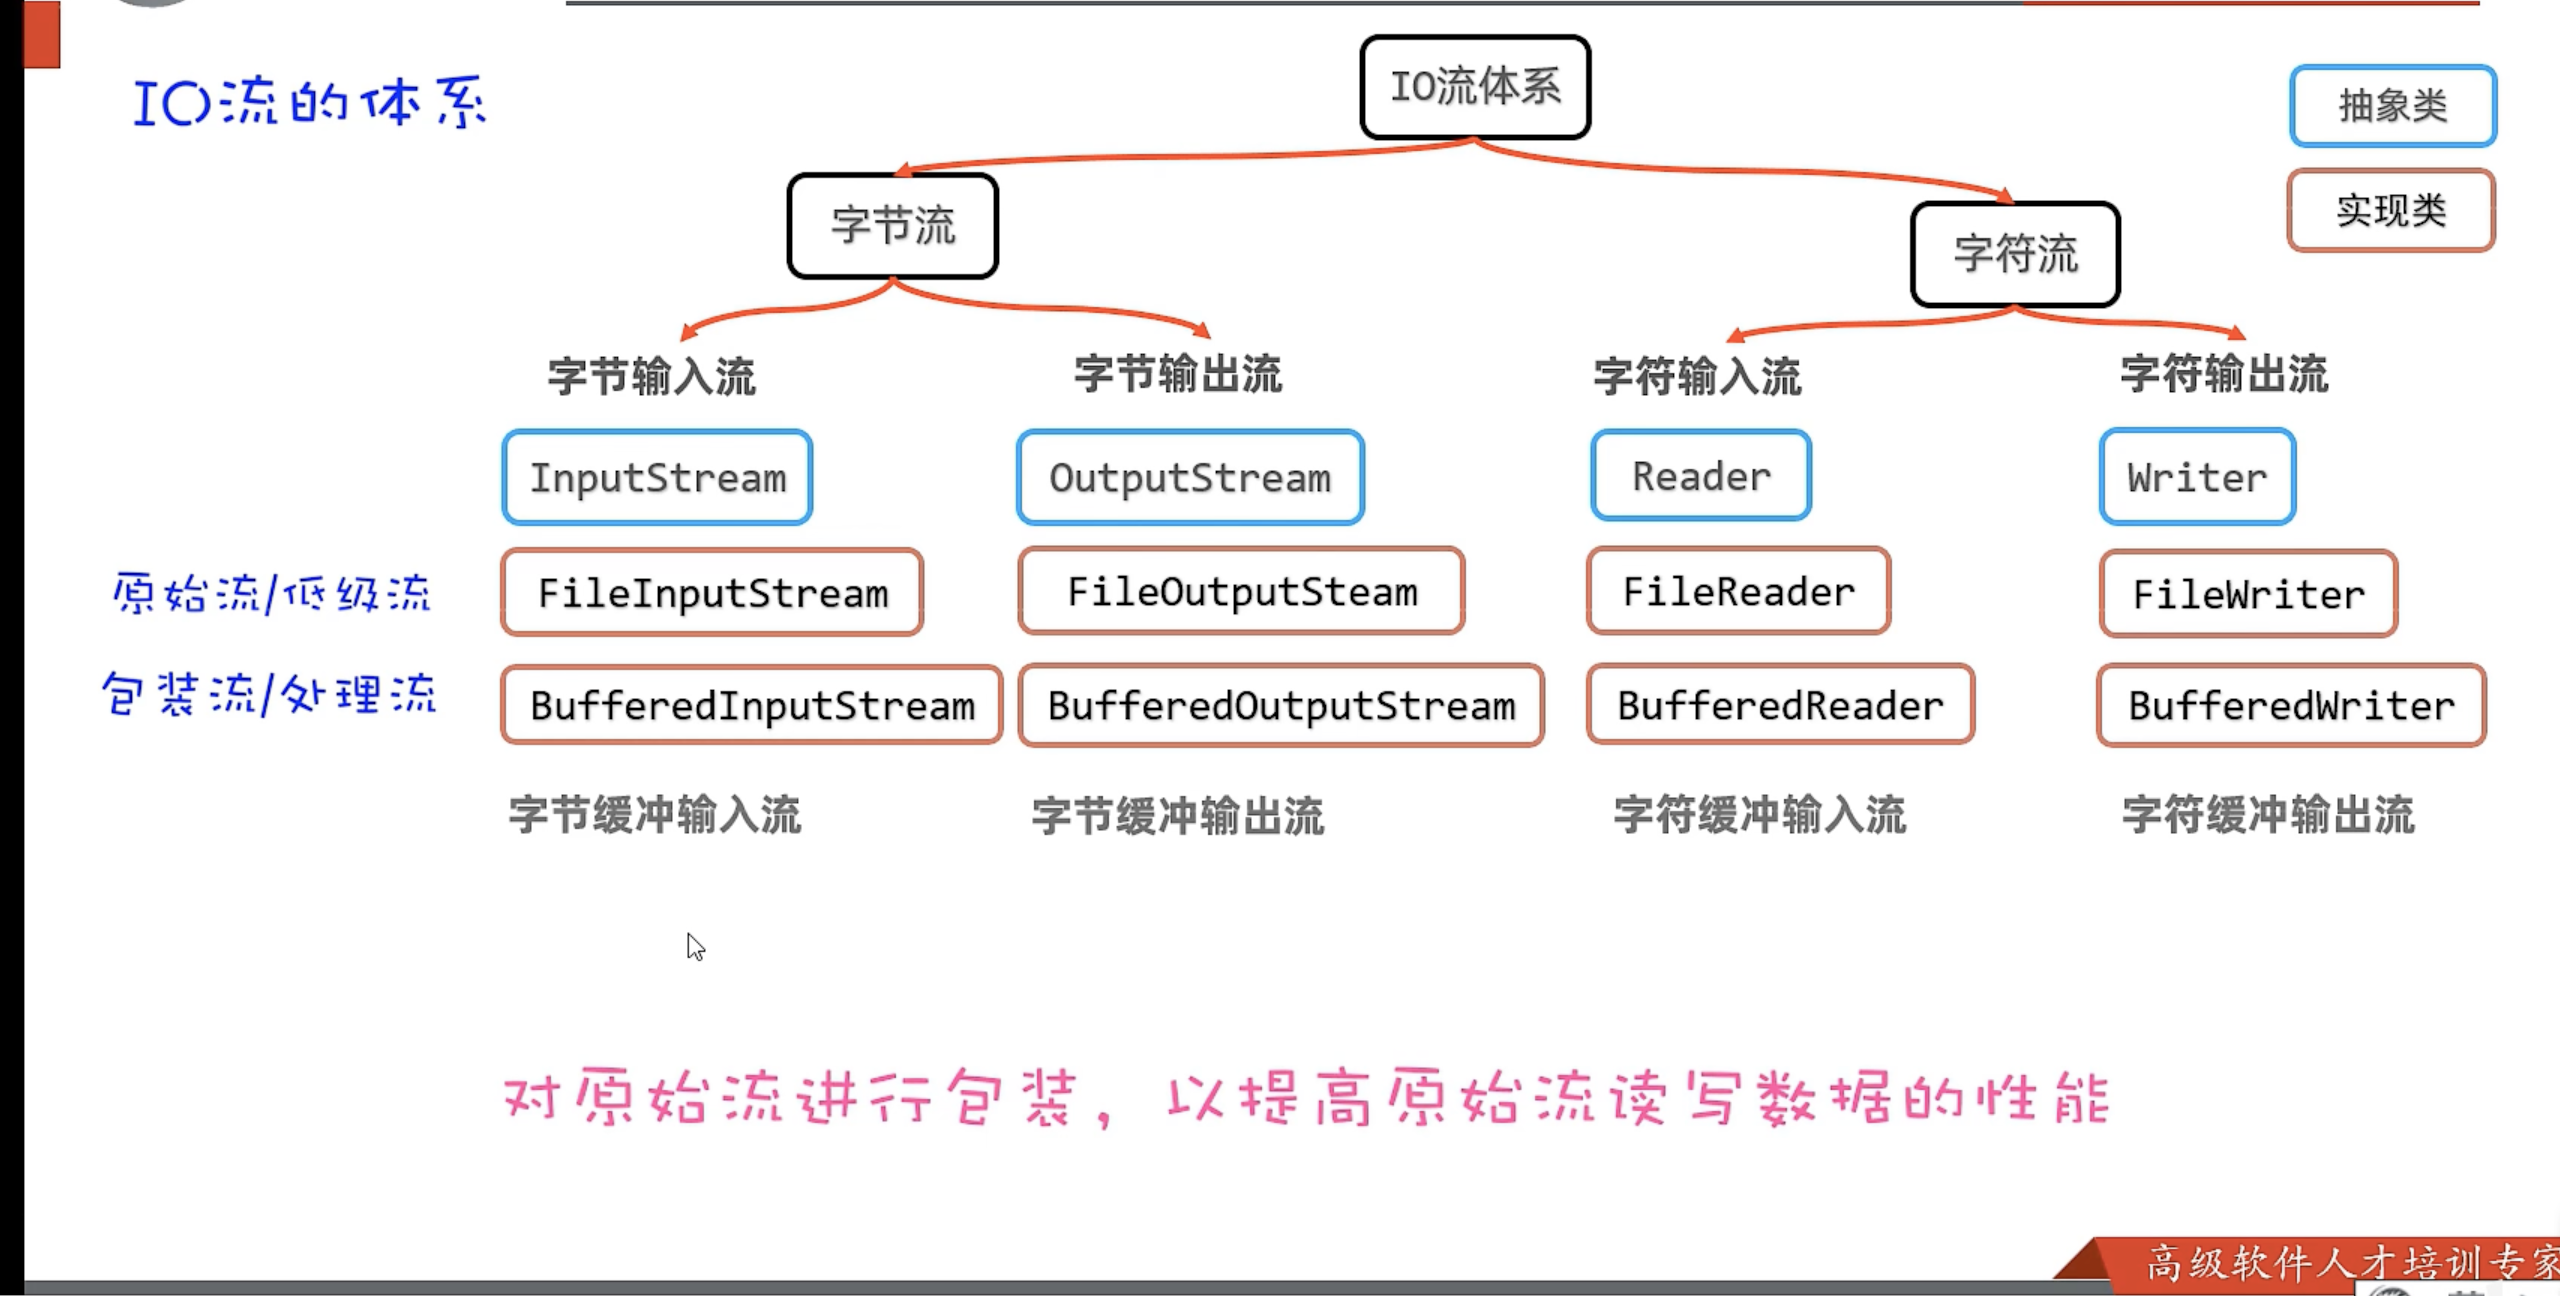 IO流的体系
IO流体系
抽象类
实现类
字节流
字符流
字节输入流
字节输出流
字符输入流
字符输出流
InputStream
OutputStream
Reader
Writer
原始流/低级流
FileInputStream
FileOutputSteam
FileReader
FileWriter
包装流/处理流
BufferedInputStream
BufferedOutputStream
BufferedReader
BufferedWriter
字节缓冲输入流
字节缓冲输出流
字符缓冲输入流
字符缓冲输出流
对原始流进行包装，以提高原始流读写数据的性能
高级软件人才培训专家